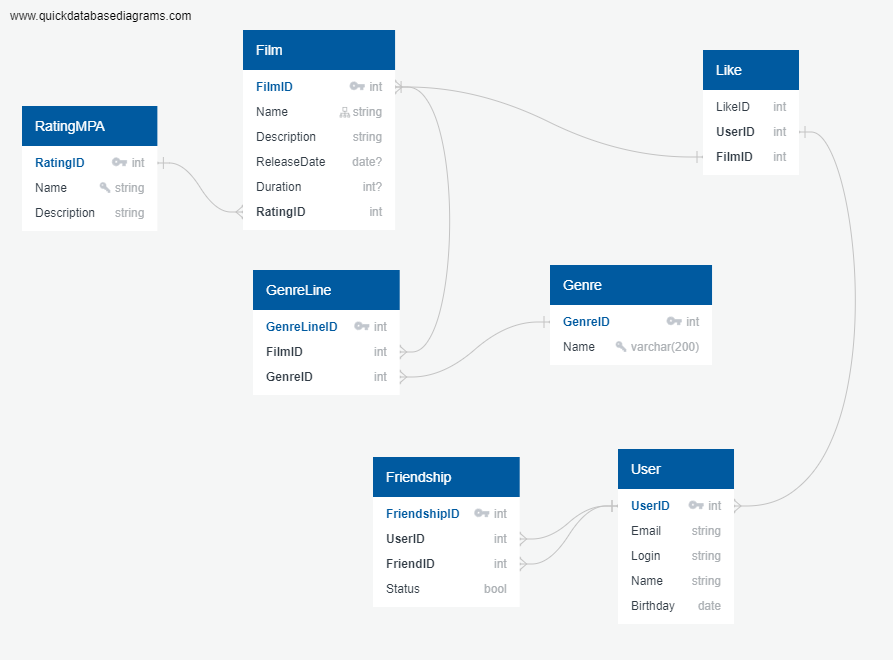 www.quickdatabasediagrams.com
Film
FilmID int
Name string
Description string
ReleaseDate date?
Duration int?
RatingID int
Like
LikeID int
UserID int
FilmID int
RatingMPA
RatingID int
Name string
Description string
GenreLine
GenreLineID int
FilmID int
GenreID int
Genre
GenreID int
Name varchar(200)
Friendship
FriendshipID int
UserID int
FriendID int
Status bool
User
UserID int
Email string
Login string
Name string
Birthday date